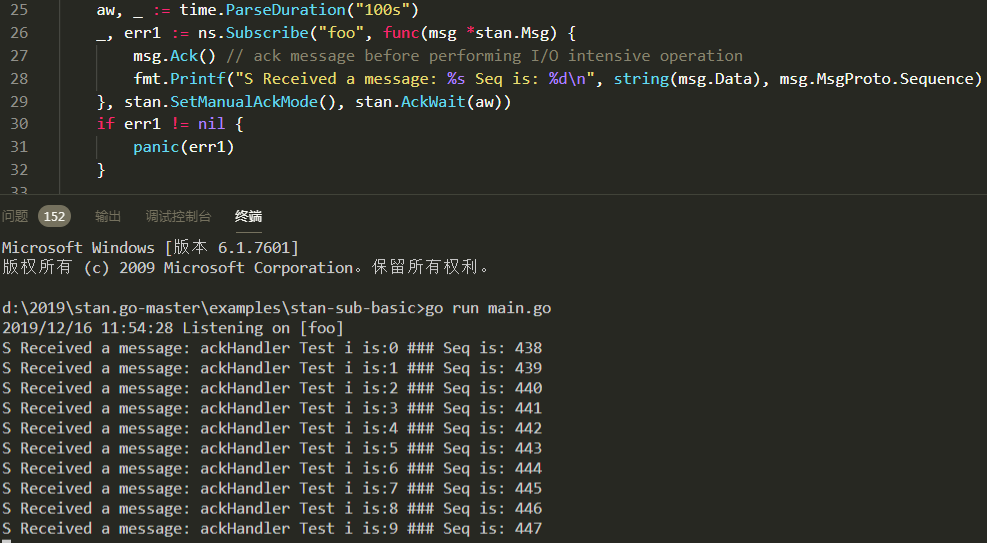 25 aw, _ := time.ParseDuration("100s")
26 _, err1 := ns.Subscribe("foo", func(msg *stan.Msg) {
27 msg.Ack() // ack message before performing I/O intensive operation
28 fmt.Printf("S Received a message: %s Seq is: %d\n", string(msg.Data), msg.MsgProto.Sequence)
29 }, stan.SetManualAckMode(), stan.AckWait(aw))
30 if err1 != nil {
31 panic(err1)
32 }
33
问题 152 输出 调试控制台 终端
Microsoft Windows [版本 6.1.7601]
版权所有 (c) 2009 Microsoft Corporation。保留所有权利。
d:\2019\stan.go-master\examples\stan-sub-basic>go run main.go
2019/12/16 11:54:28 Listening on [foo]
S Received a message: ackHandler Test i is:0 ### Seq is: 438
S Received a message: ackHandler Test i is:1 ### Seq is: 439
S Received a message: ackHandler Test i is:2 ### Seq is: 440
S Received a message: ackHandler Test i is:3 ### Seq is: 441
S Received a message: ackHandler Test i is:4 ### Seq is: 442
S Received a message: ackHandler Test i is:5 ### Seq is: 443
S Received a message: ackHandler Test i is:6 ### Seq is: 444
S Received a message: ackHandler Test i is:7 ### Seq is: 445
S Received a message: ackHandler Test i is:8 ### Seq is: 446
S Received a message: ackHandler Test i is:9 ### Seq is: 447